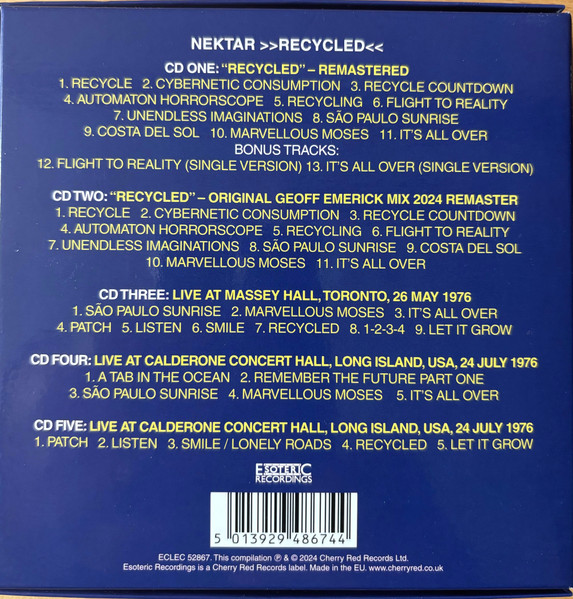 NEKTAR >>RECYCLED<<
CD ONE: “RECYCLED” – REMASTERED
1. RECYCLE 2. CYBERNETIC CONSUMPTION 3. RECYCLE COUNTDOWN
4. AUTOMATON HORRORSCOPE 5. RECYCLING 6. FLIGHT TO REALITY
7. UNENDLESS IMAGINATIONS 8. SÃO PAULO SUNRISE
9. COSTA DEL SOL 10. MARVELLOUS MOSES 11. IT’S ALL OVER
BONUS TRACKS:
12. FLIGHT TO REALITY (SINGLE VERSION) 13. IT’S ALL OVER (SINGLE VERSION)
CD TWO: “RECYCLED” – ORIGINAL GEOFF EMERICK MIX 2024 REMASTER
1. RECYCLE 2. CYBERNETIC CONSUMPTION 3. RECYCLE COUNTDOWN
4. AUTOMATON HORRORSCOPE 5. RECYCLING 6. FLIGHT TO REALITY
7. UNENDLESS IMAGINATIONS 8. SÃO PAULO SUNRISE 9. COSTA DEL SOL
10. MARVELLOUS MOSES 11. IT’S ALL OVER
CD THREE: LIVE AT MASSEY HALL, TORONTO, 26 MAY 1976
1. SÃO PAULO SUNRISE 2. MARVELLOUS MOSES 3. IT’S ALL OVER
4. PATCH 5. LISTEN 6. SMILE 7. RECYCLED 8. 1-2-3-4 9. LET IT GROW
CD FOUR: LIVE AT CALDERONE CONCERT HALL, LONG ISLAND, USA, 24 JULY 1976
1. A TAB IN THE OCEAN 2. REMEMBER THE FUTURE PART ONE
3. SÃO PAULO SUNRISE 4. MARVELLOUS MOSES 5. IT’S ALL OVER
CD FIVE: LIVE AT CALDERONE CONCERT HALL, LONG ISLAND, USA, 24 JULY 1976
1. PATCH 2. LISTEN 3. SMILE / LONELY ROADS 4. RECYCLED 5. LET IT GROW
ESOTERIC
RECORDINGS
5 013929 486744
ECLEC 52867. This compilation ℗ & © 2024 Cherry Red Records Ltd.
Esoteric Recordings is a Cherry Red Records label. Made in the EU. www.cherryred.co.uk